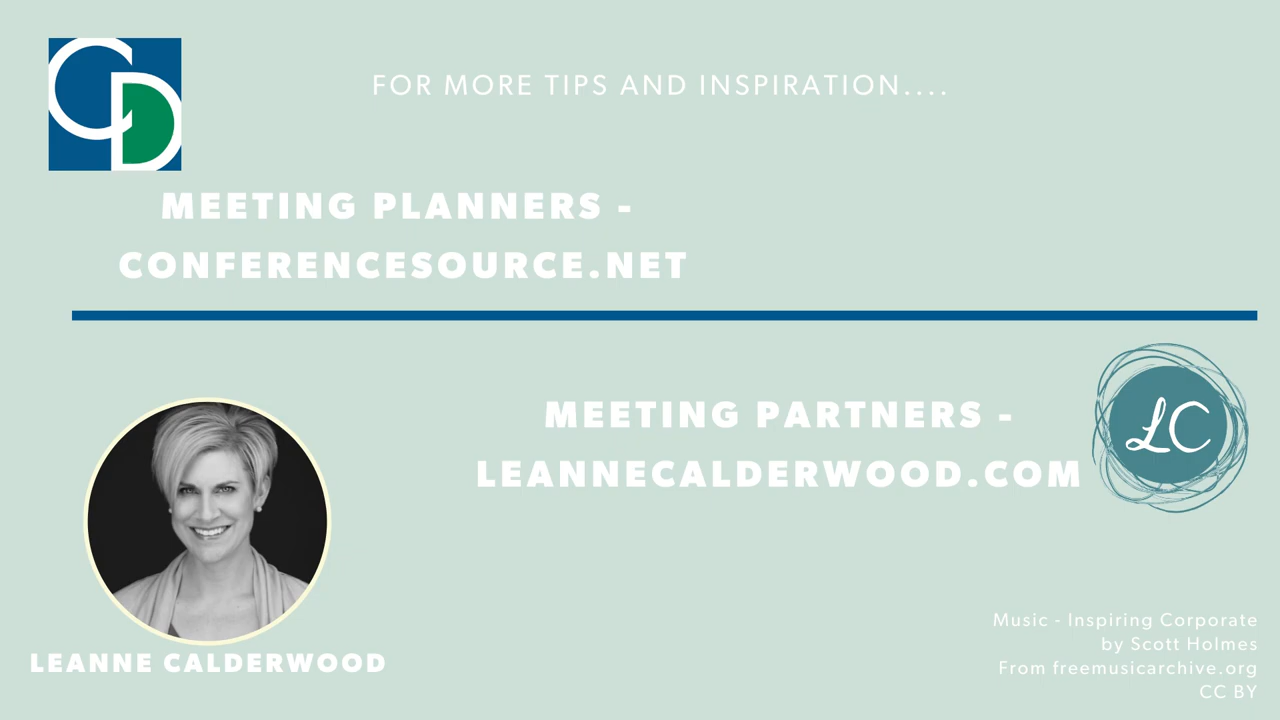 CD
FOR MORE TIPS AND INSPIRATION....
MEETING PLANNERS -
CONFERENCESOURCE.NET
MEETING PARTNERS -
LEANNECALDERWOOD.COM
LC
LEANNE CALDERWOOD
Music - Inspiring Corporate
by Scott Holmes
From freemusicarchive.org
CC BY